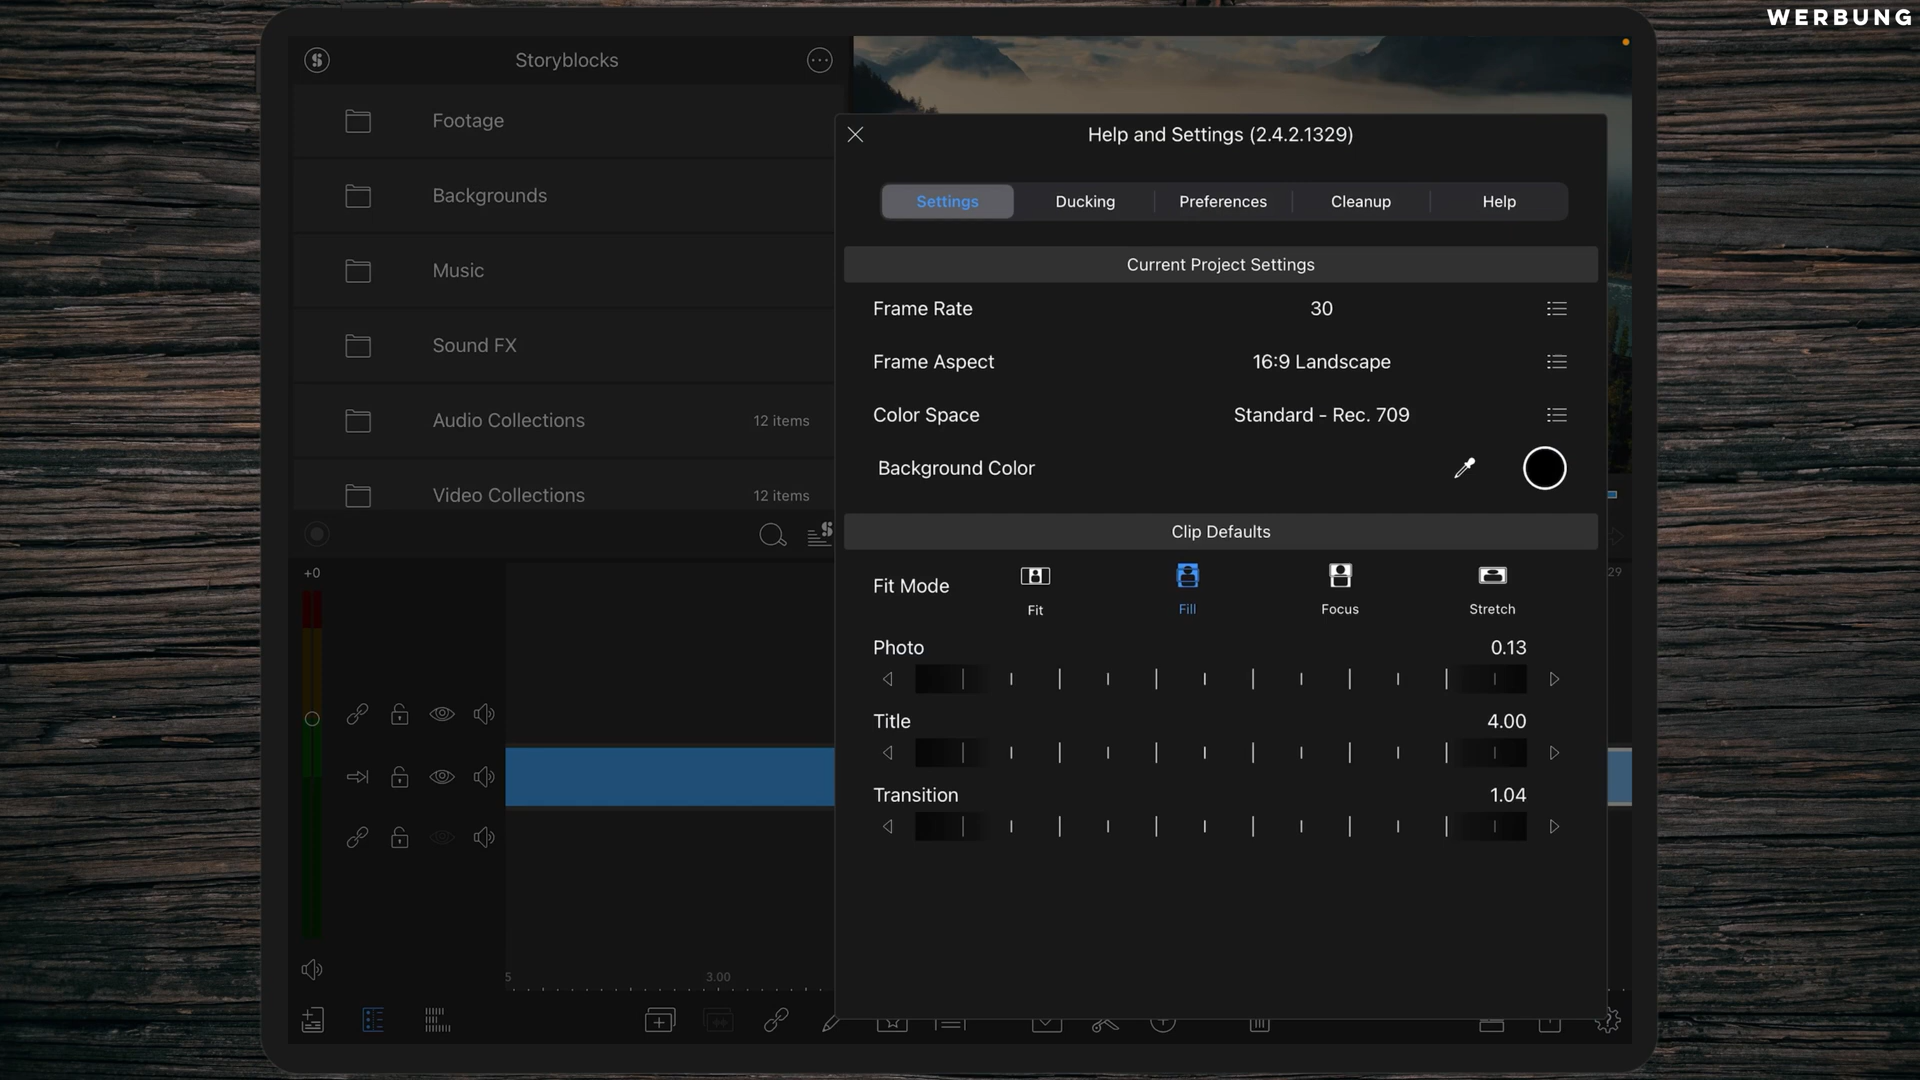 WERBUNG
Storyblocks
Footage
Backgrounds
Music
Sound FX
Audio Collections 12 items
Video Collections 12 items
Help and Settings (2.4.2.1329)
Settings Ducking Preferences Cleanup Help
Current Project Settings
Frame Rate 30
Frame Aspect 16:9 Landscape
Color Space Standard - Rec. 709
Background Color
Clip Defaults
Fit Mode Fit Fill Focus Stretch
Photo 0.13
Title 4.00
Transition 1.04
+0
29
5 3.00